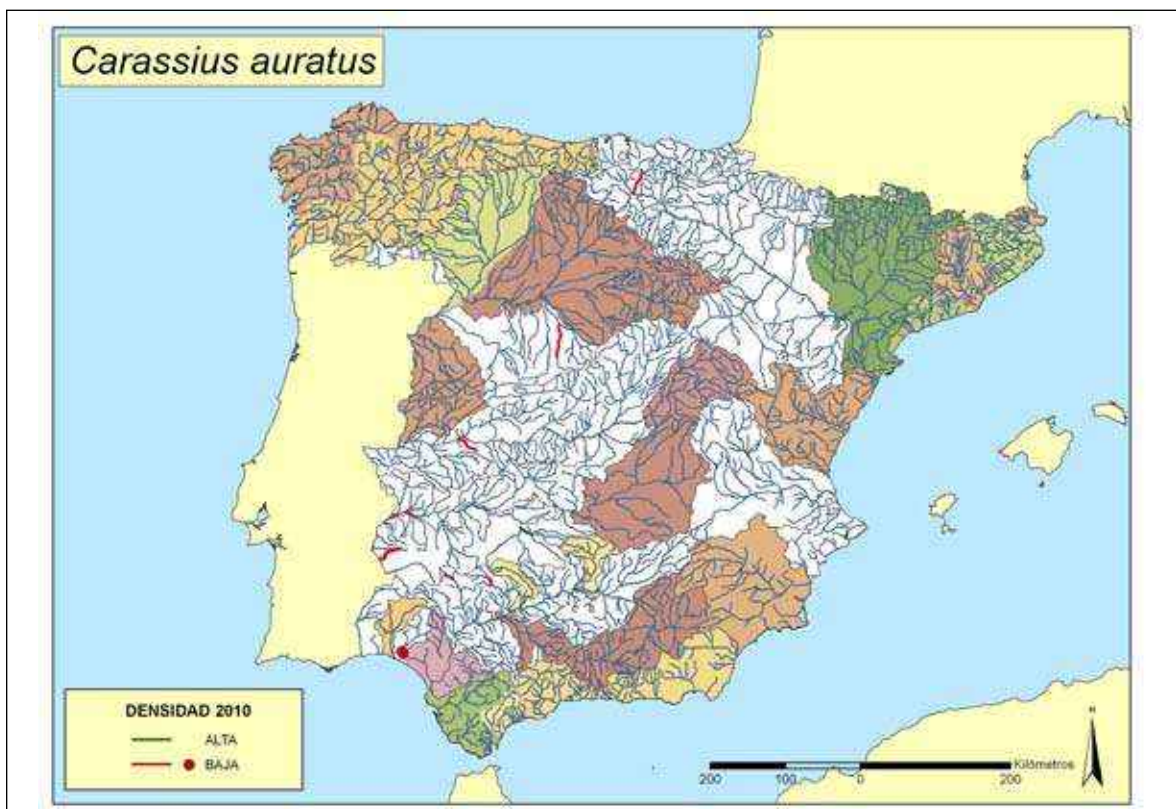 Carassius auratus
DENSIDAD 2010
ALTA
BAJA
N
Kilómetros
200 100 0 200